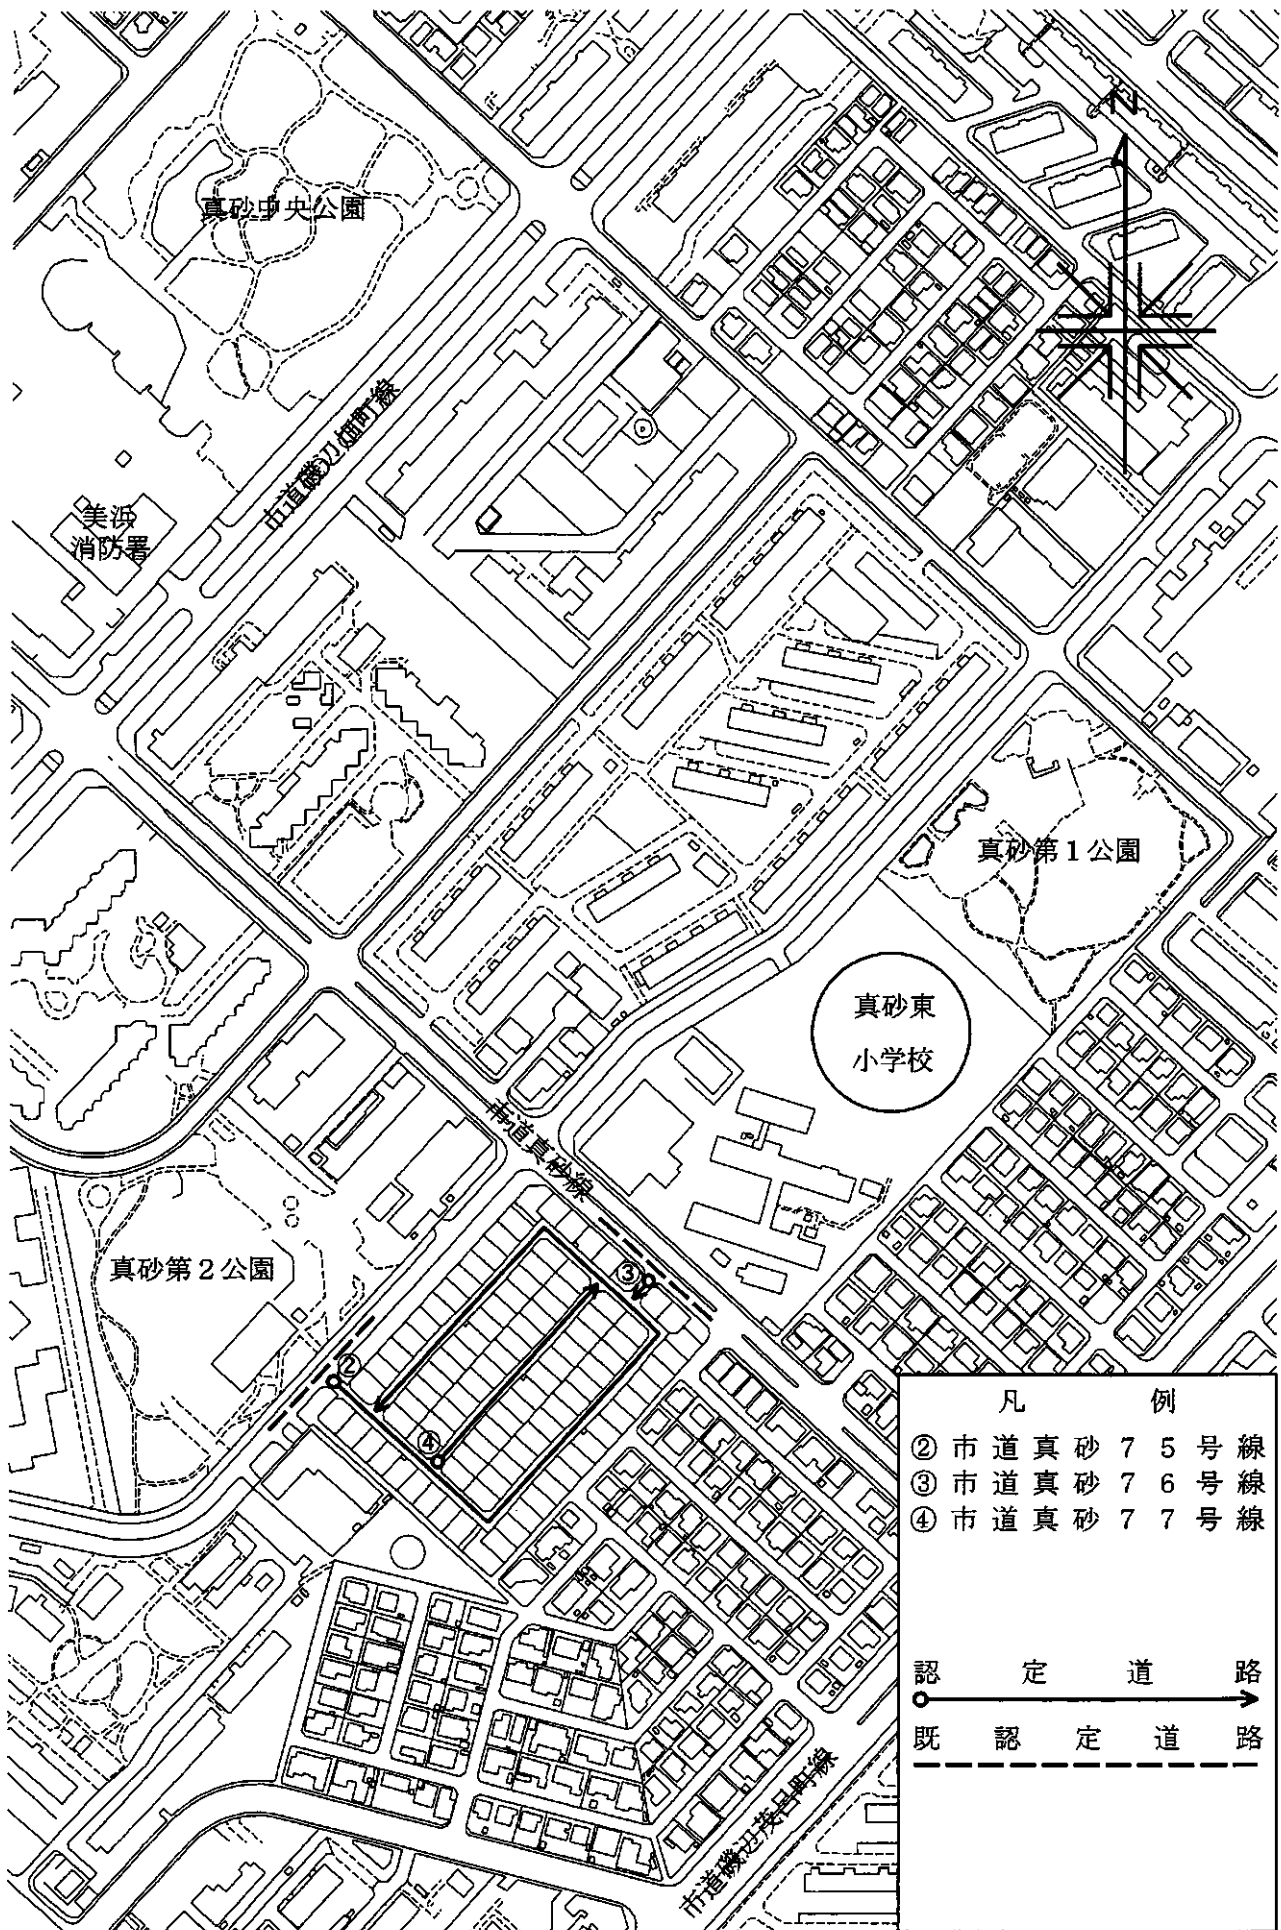 N
真砂中央公園
市道磯辺畑町線
美浜
消防署
真砂第1公園
真砂東
小学校
市道真砂線
真砂第2公園
③
②
④
凡例
②市道真砂75号線
③市道真砂76号線
④市道真砂77号線
認定道路
既認定道路
市道磯辺茂呂町線